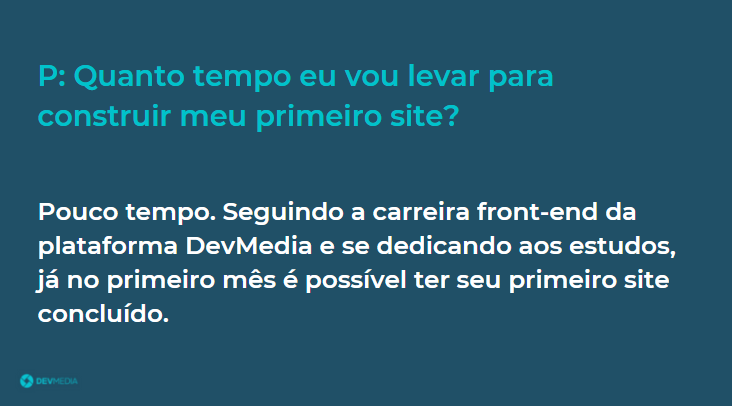 P: Quanto tempo eu vou levar para
construir meu primeiro site?
Pouco tempo. Seguindo a carreira front-end da
plataforma DevMedia e se dedicando aos estudos,
já no primeiro mês é possível ter seu primeiro site
concluído.
DEVMEDIA